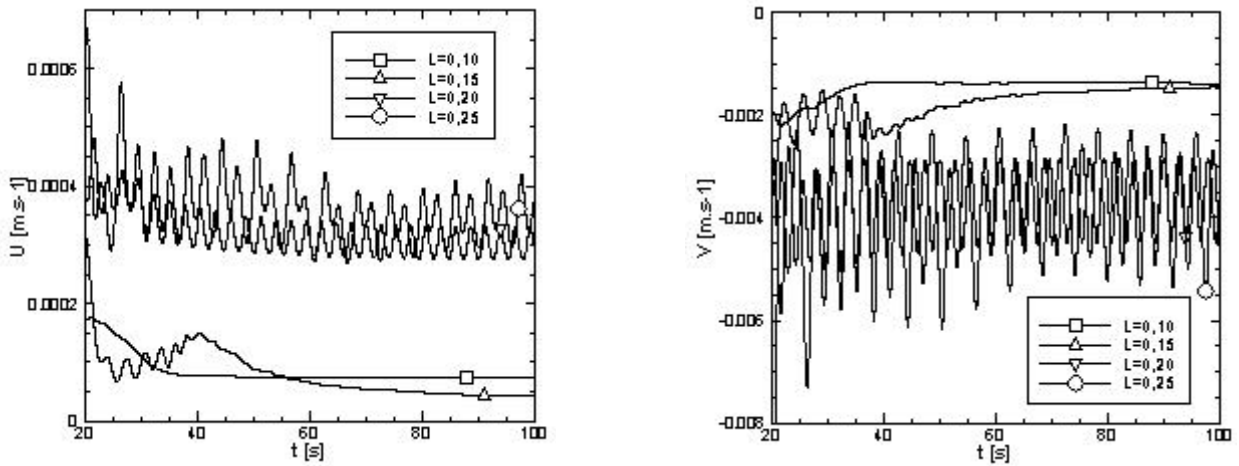 U [m.s-1]
0.0006
0.0004
0.0002
0
20
40
60
80
100
t [s]
L=0,10
L=0,15
L=0,20
L=0,25
V [m.s-1]
0
-0.002
-0.004
-0.006
-0.008
20
40
60
80
100
t [s]
L=0,10
L=0,15
L=0,20
L=0,25